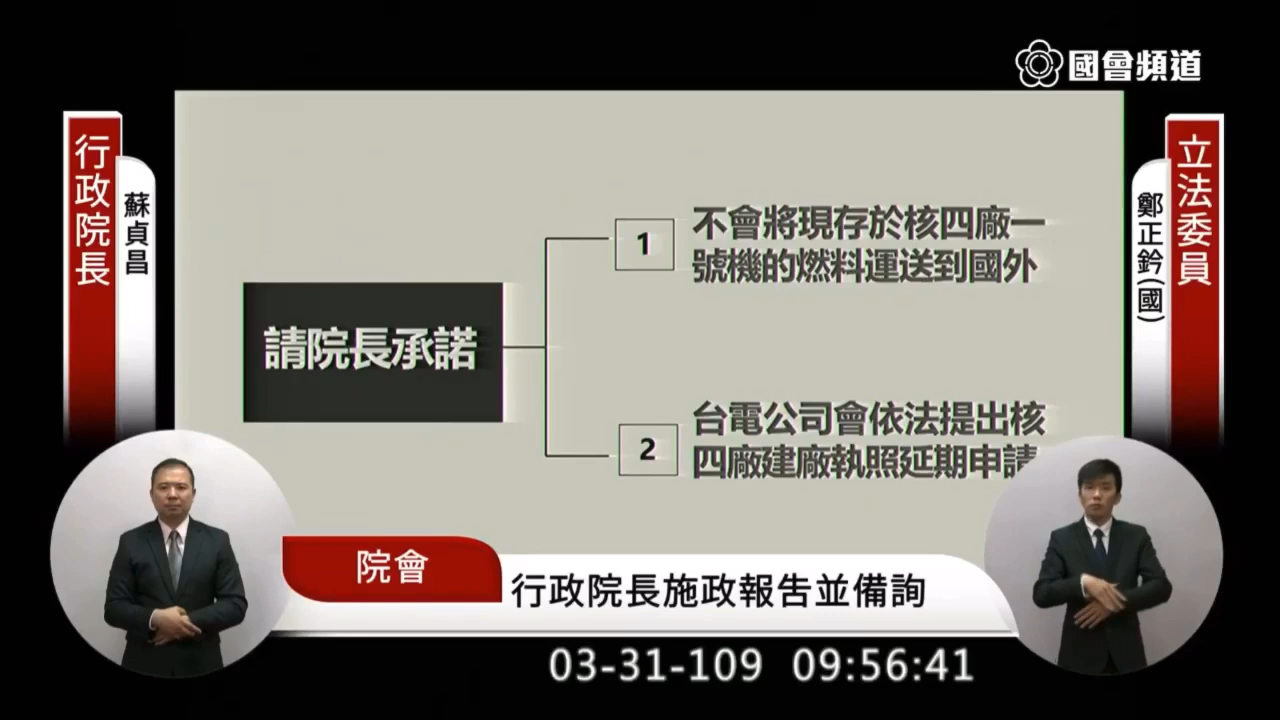 國會頻道
行政院長
蘇貞昌
立法委員
鄭正鈐(國)
請院長承諾
1
不會將現存於核四廠一
號機的燃料運送到國外
2
台電公司會依法提出核
四廠建廠執照延期申請
院會
行政院長施政報告並備詢
03-31-109 09:56:41